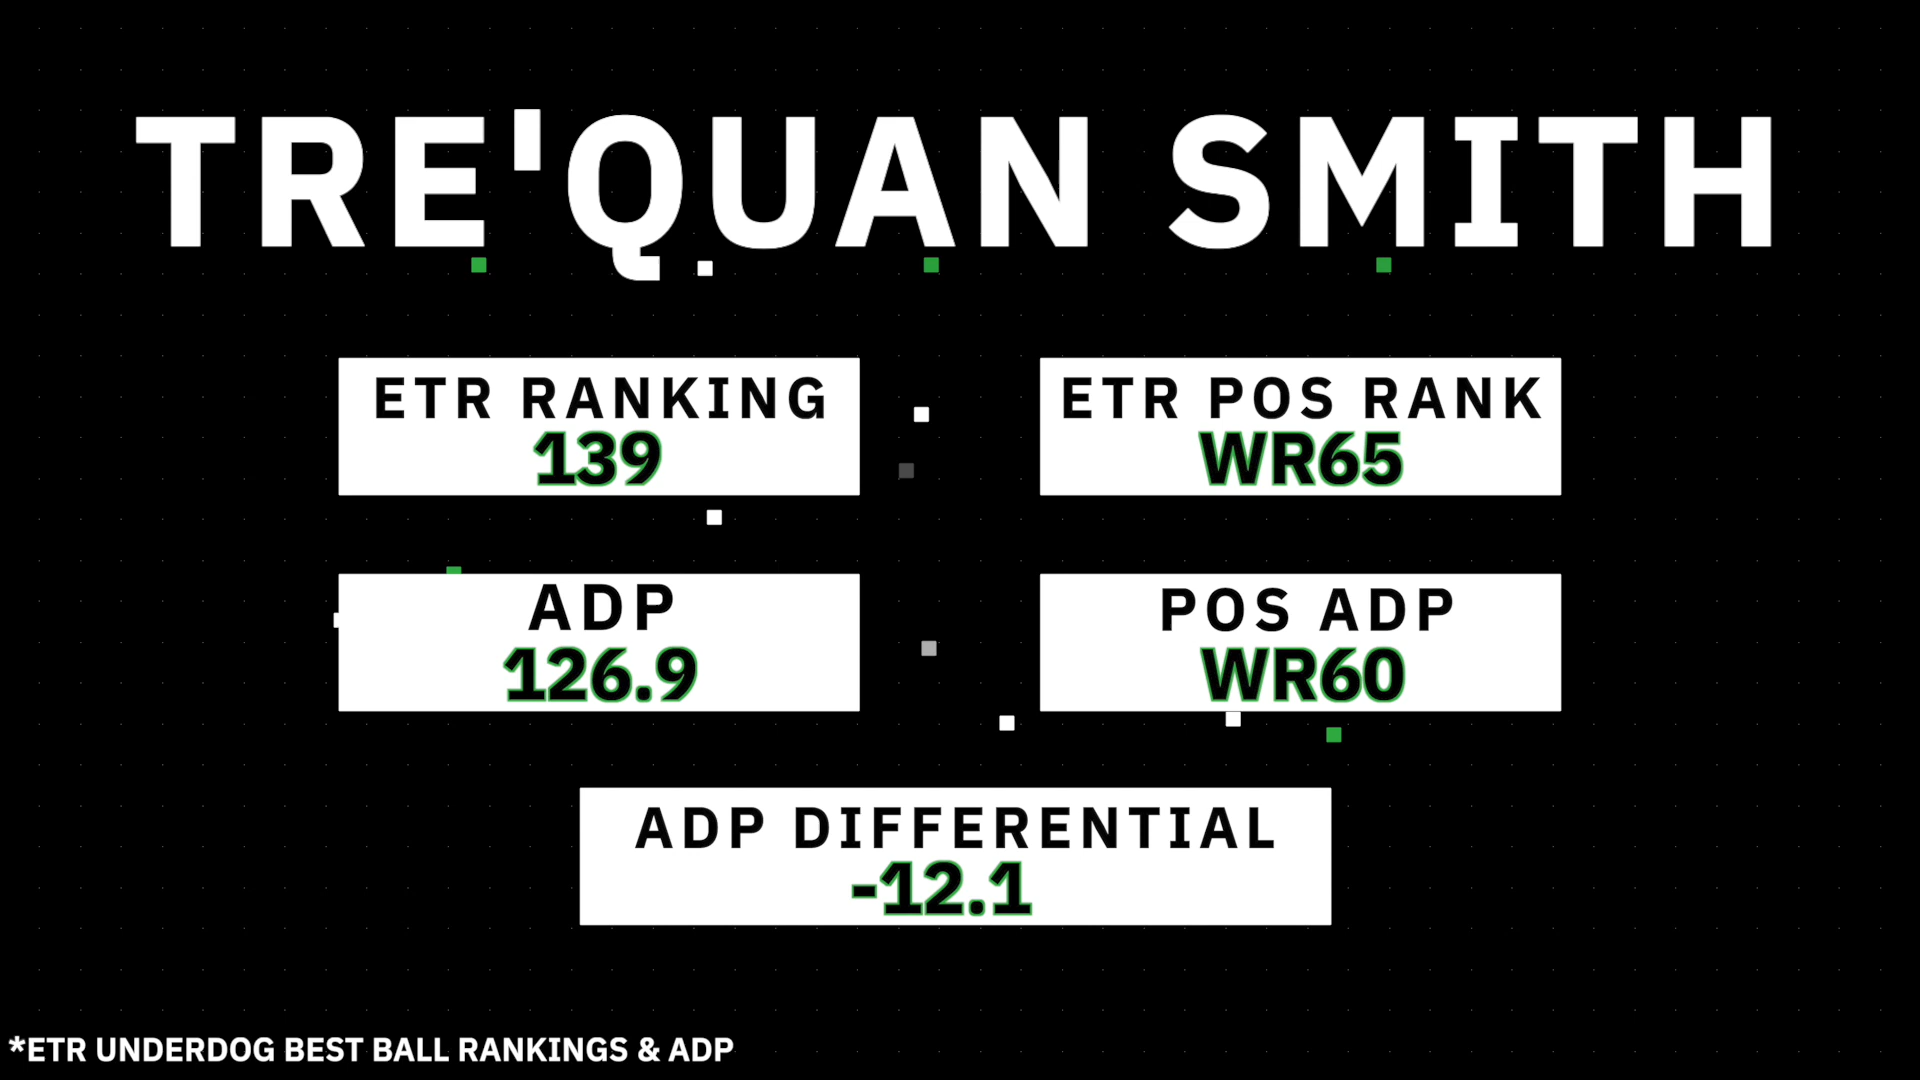 TRE'QUAN SMITH
ETR RANKING
139
ETR POS RANK
WR65
ADP
126.9
POS ADP
WR60
ADP DIFFERENTIAL
-12.1
*ETR UNDERDOG BEST BALL RANKINGS & ADP